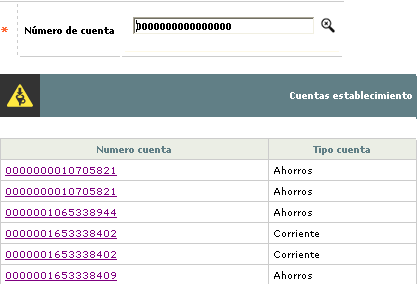 * Número de cuenta 0000000000000000
Cuentas establecimiento
Numero cuenta Tipo cuenta
0000000010705821 Ahorros
0000000010705821 Ahorros
0000001065338944 Ahorros
0000001653338402 Corriente
0000001653338402 Corriente
0000001653338409 Ahorros